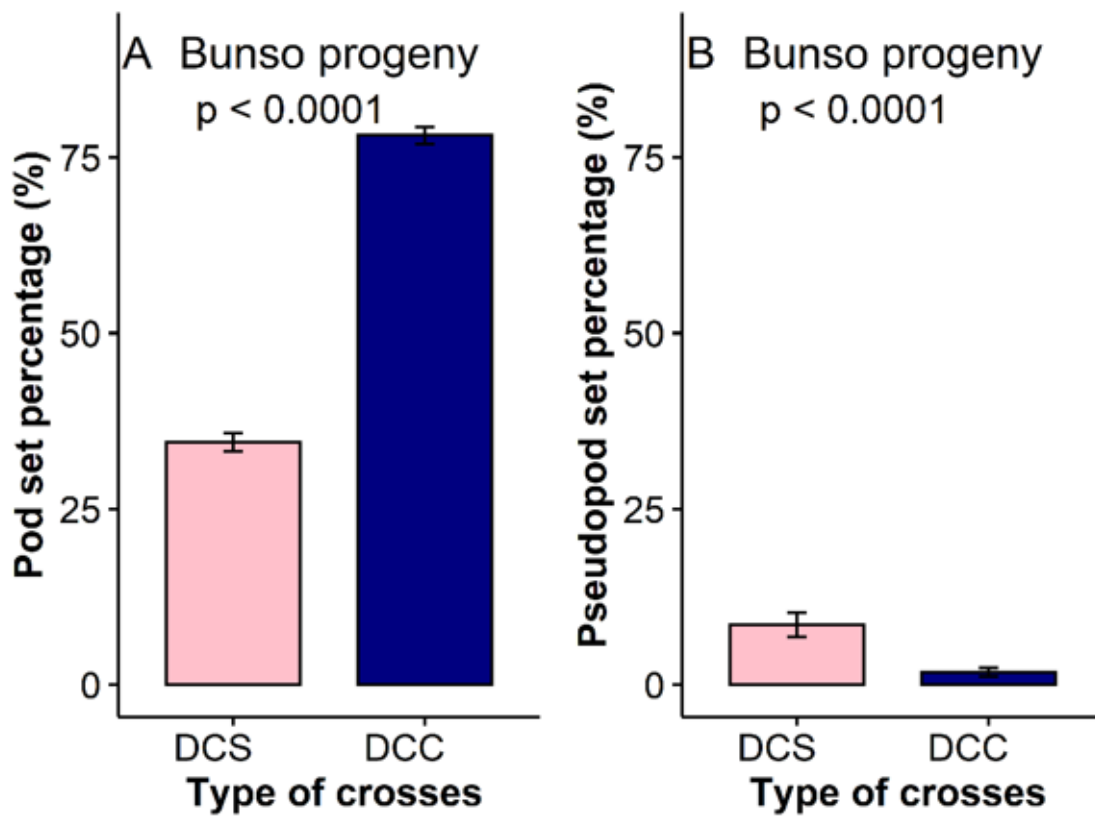 A Bunso progeny
p < 0.0001
Pod set percentage (%)
75
50
25
0
DCS DCC
Type of crosses
B Bunso progeny
p < 0.0001
Pseudopod set percentage (%)
75
50
25
0
DCS DCC
Type of crosses